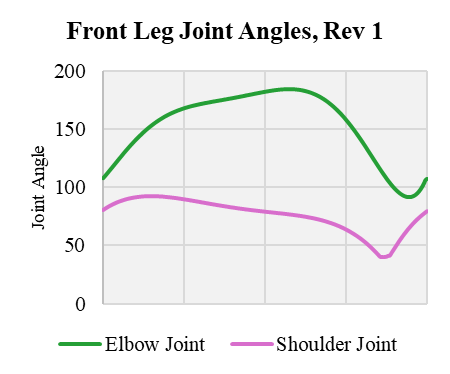 Front Leg Joint Angles, Rev 1
200
150
100
50
0
Joint Angle
Elbow Joint
Shoulder Joint